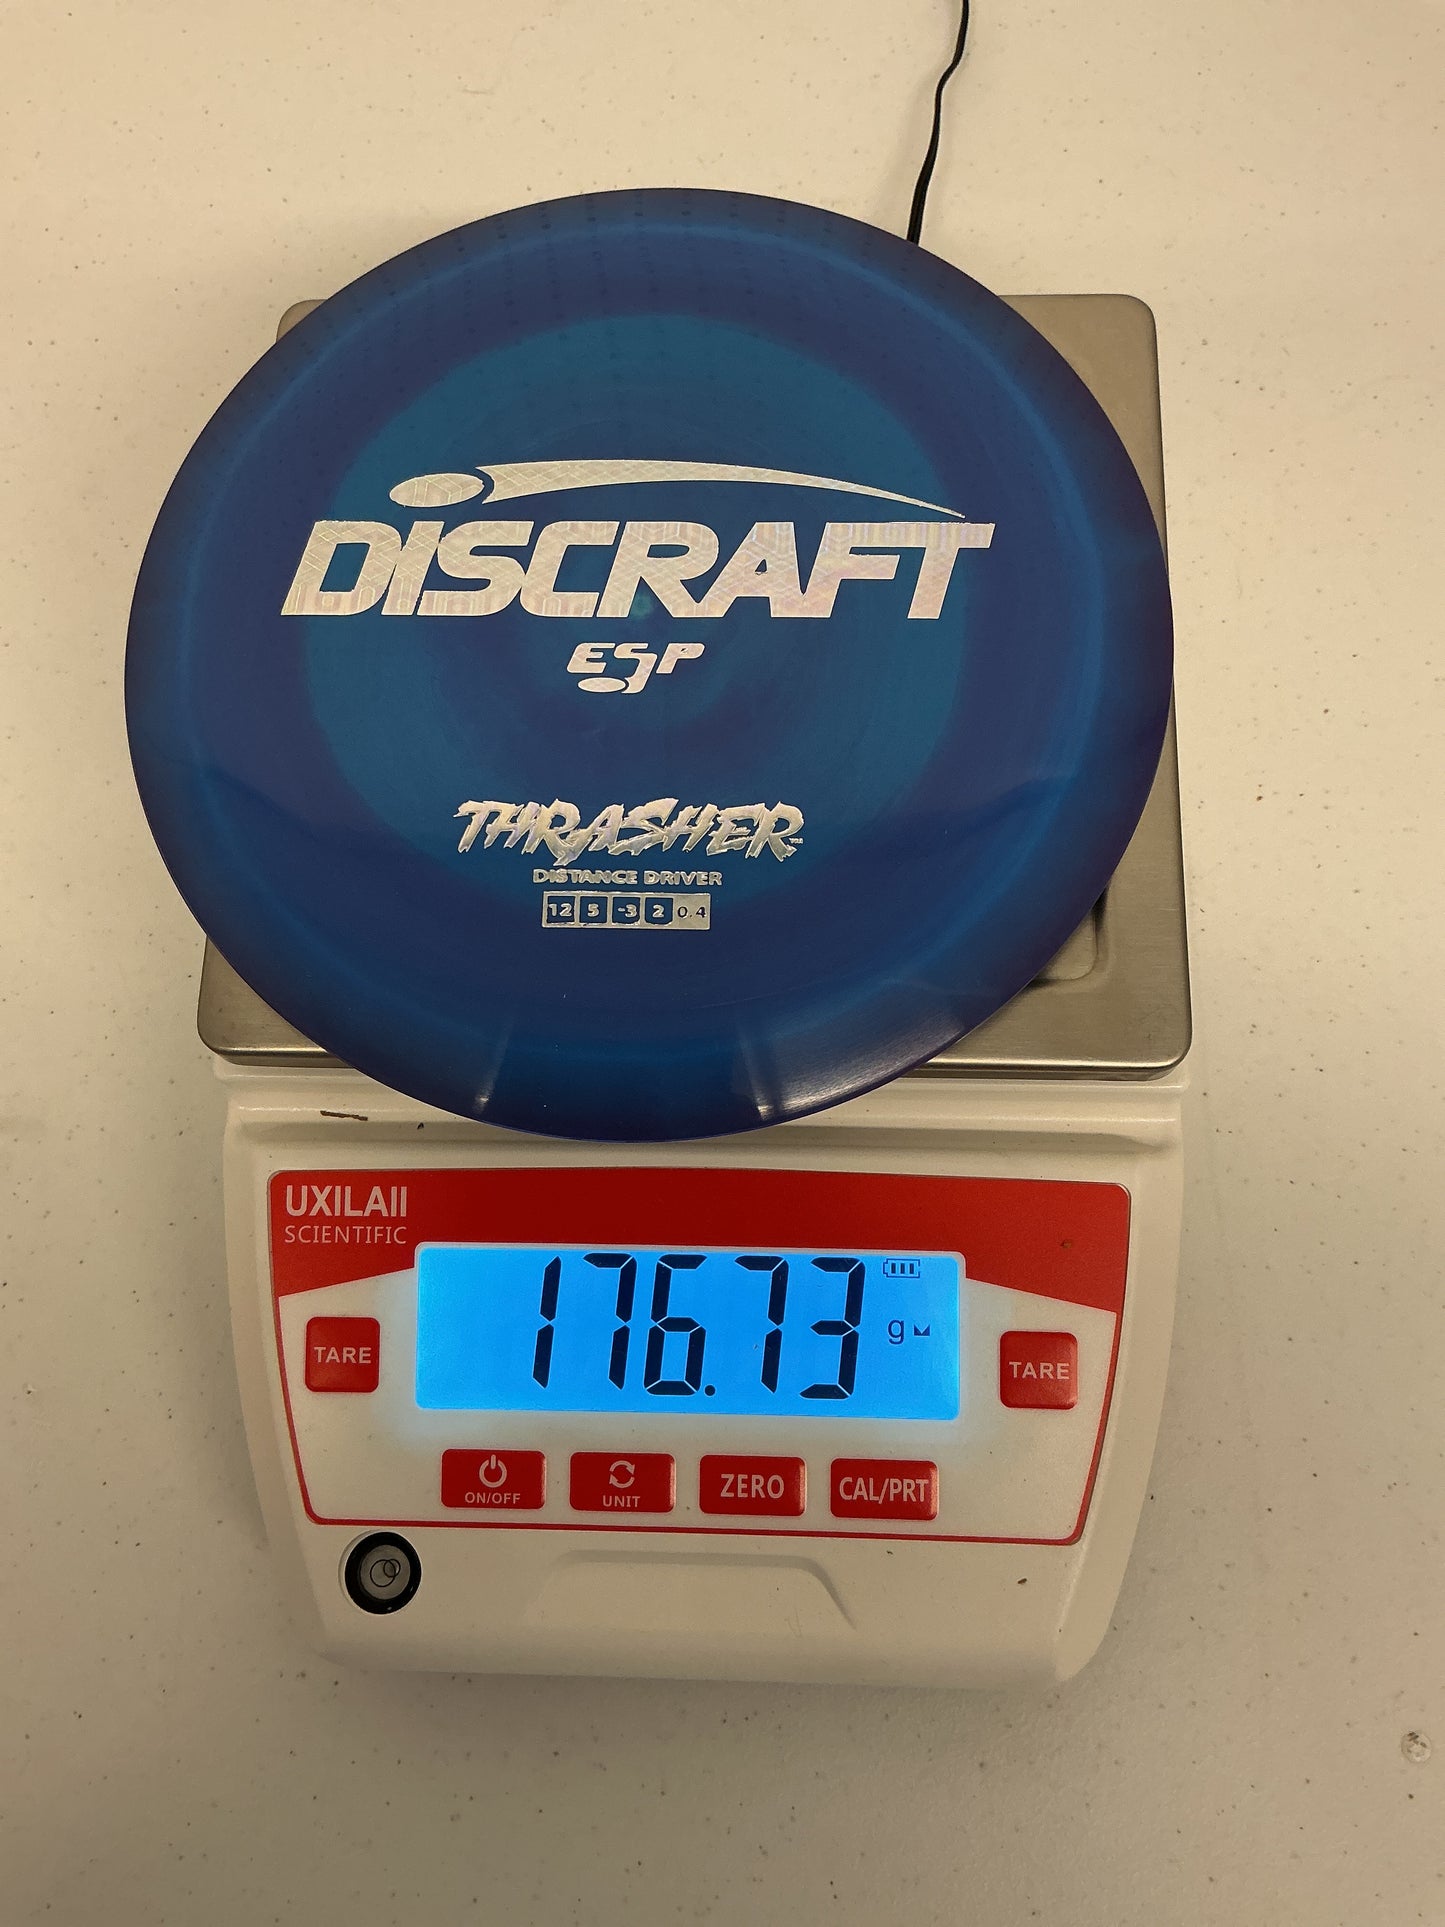 DISCRAFT
ESP
THRASHER™
DISTANCE DRIVER
12 5 -3 2 0.4
UXILAII
SCIENTIFIC
176.73 g
TARE
TARE
ON/OFF UNIT ZERO CAL/PRT